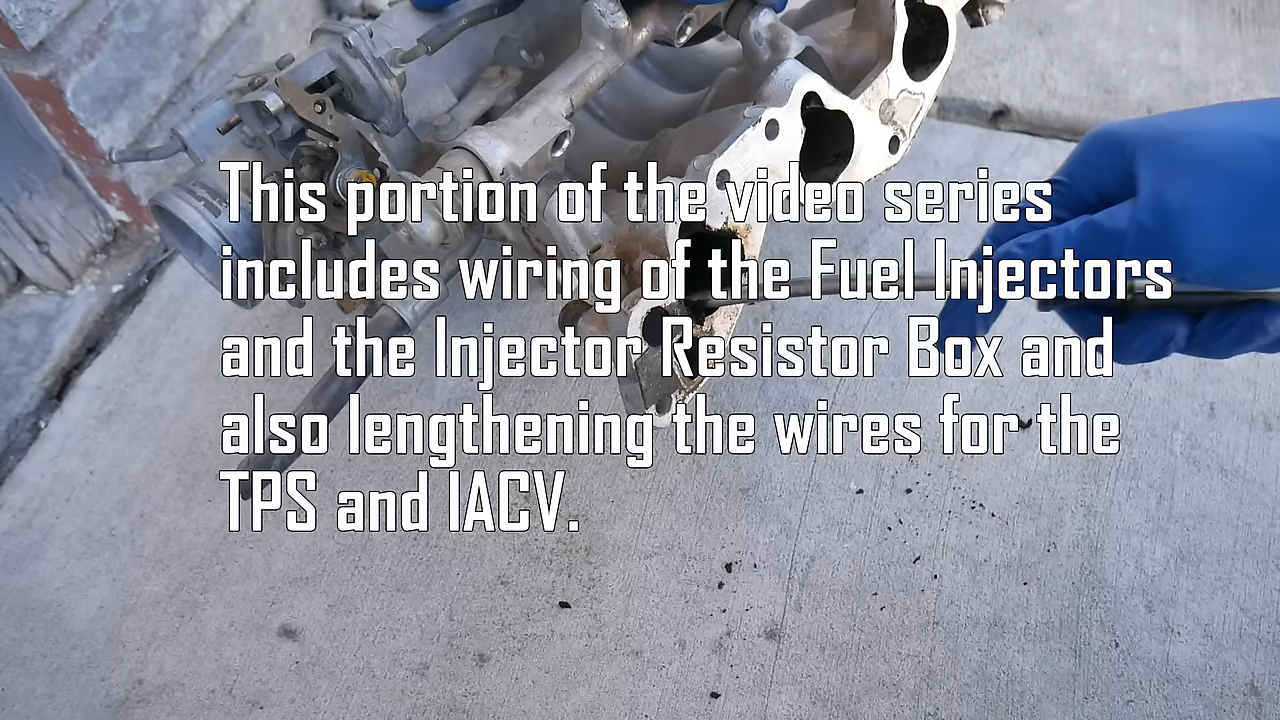 This portion of the video series
includes wiring of the Fuel Injectors
and the Injector Resistor Box and
also lengthening the wires for the
TPS and IACV.